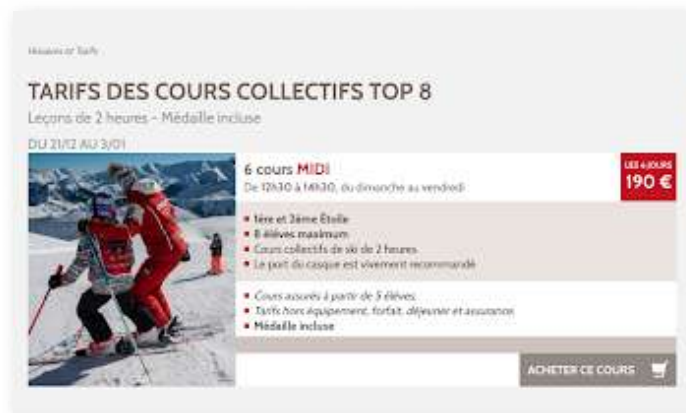 Horaires et Tarifs
TARIFS DES COURS COLLECTIFS TOP 8
Leçons de 2 heures - Médaille incluse
DU 21/12 AU 3/01
6 cours MIDI
De 12h30 à 14h30, du dimanche au vendredi
LES 6 JOURS
190 €
1ère et 2ème Étoile
8 élèves maximum
Cours collectifs de ski de 2 heures
Le port du casque est vivement recommandé
Cours assurés à partir de 5 élèves
Tarifs hors équipement, forfait, déjeuner et assurance
Médaille incluse
ACHETER CE COURS